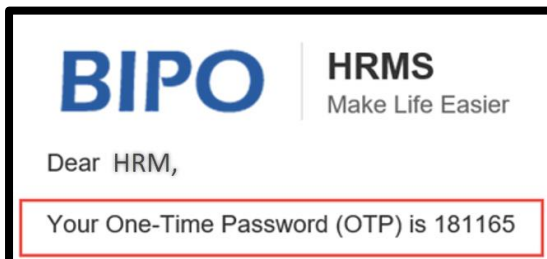 BIPO
HRMS
Make Life Easier
Dear HRM,
Your One-Time Password (OTP) is 181165